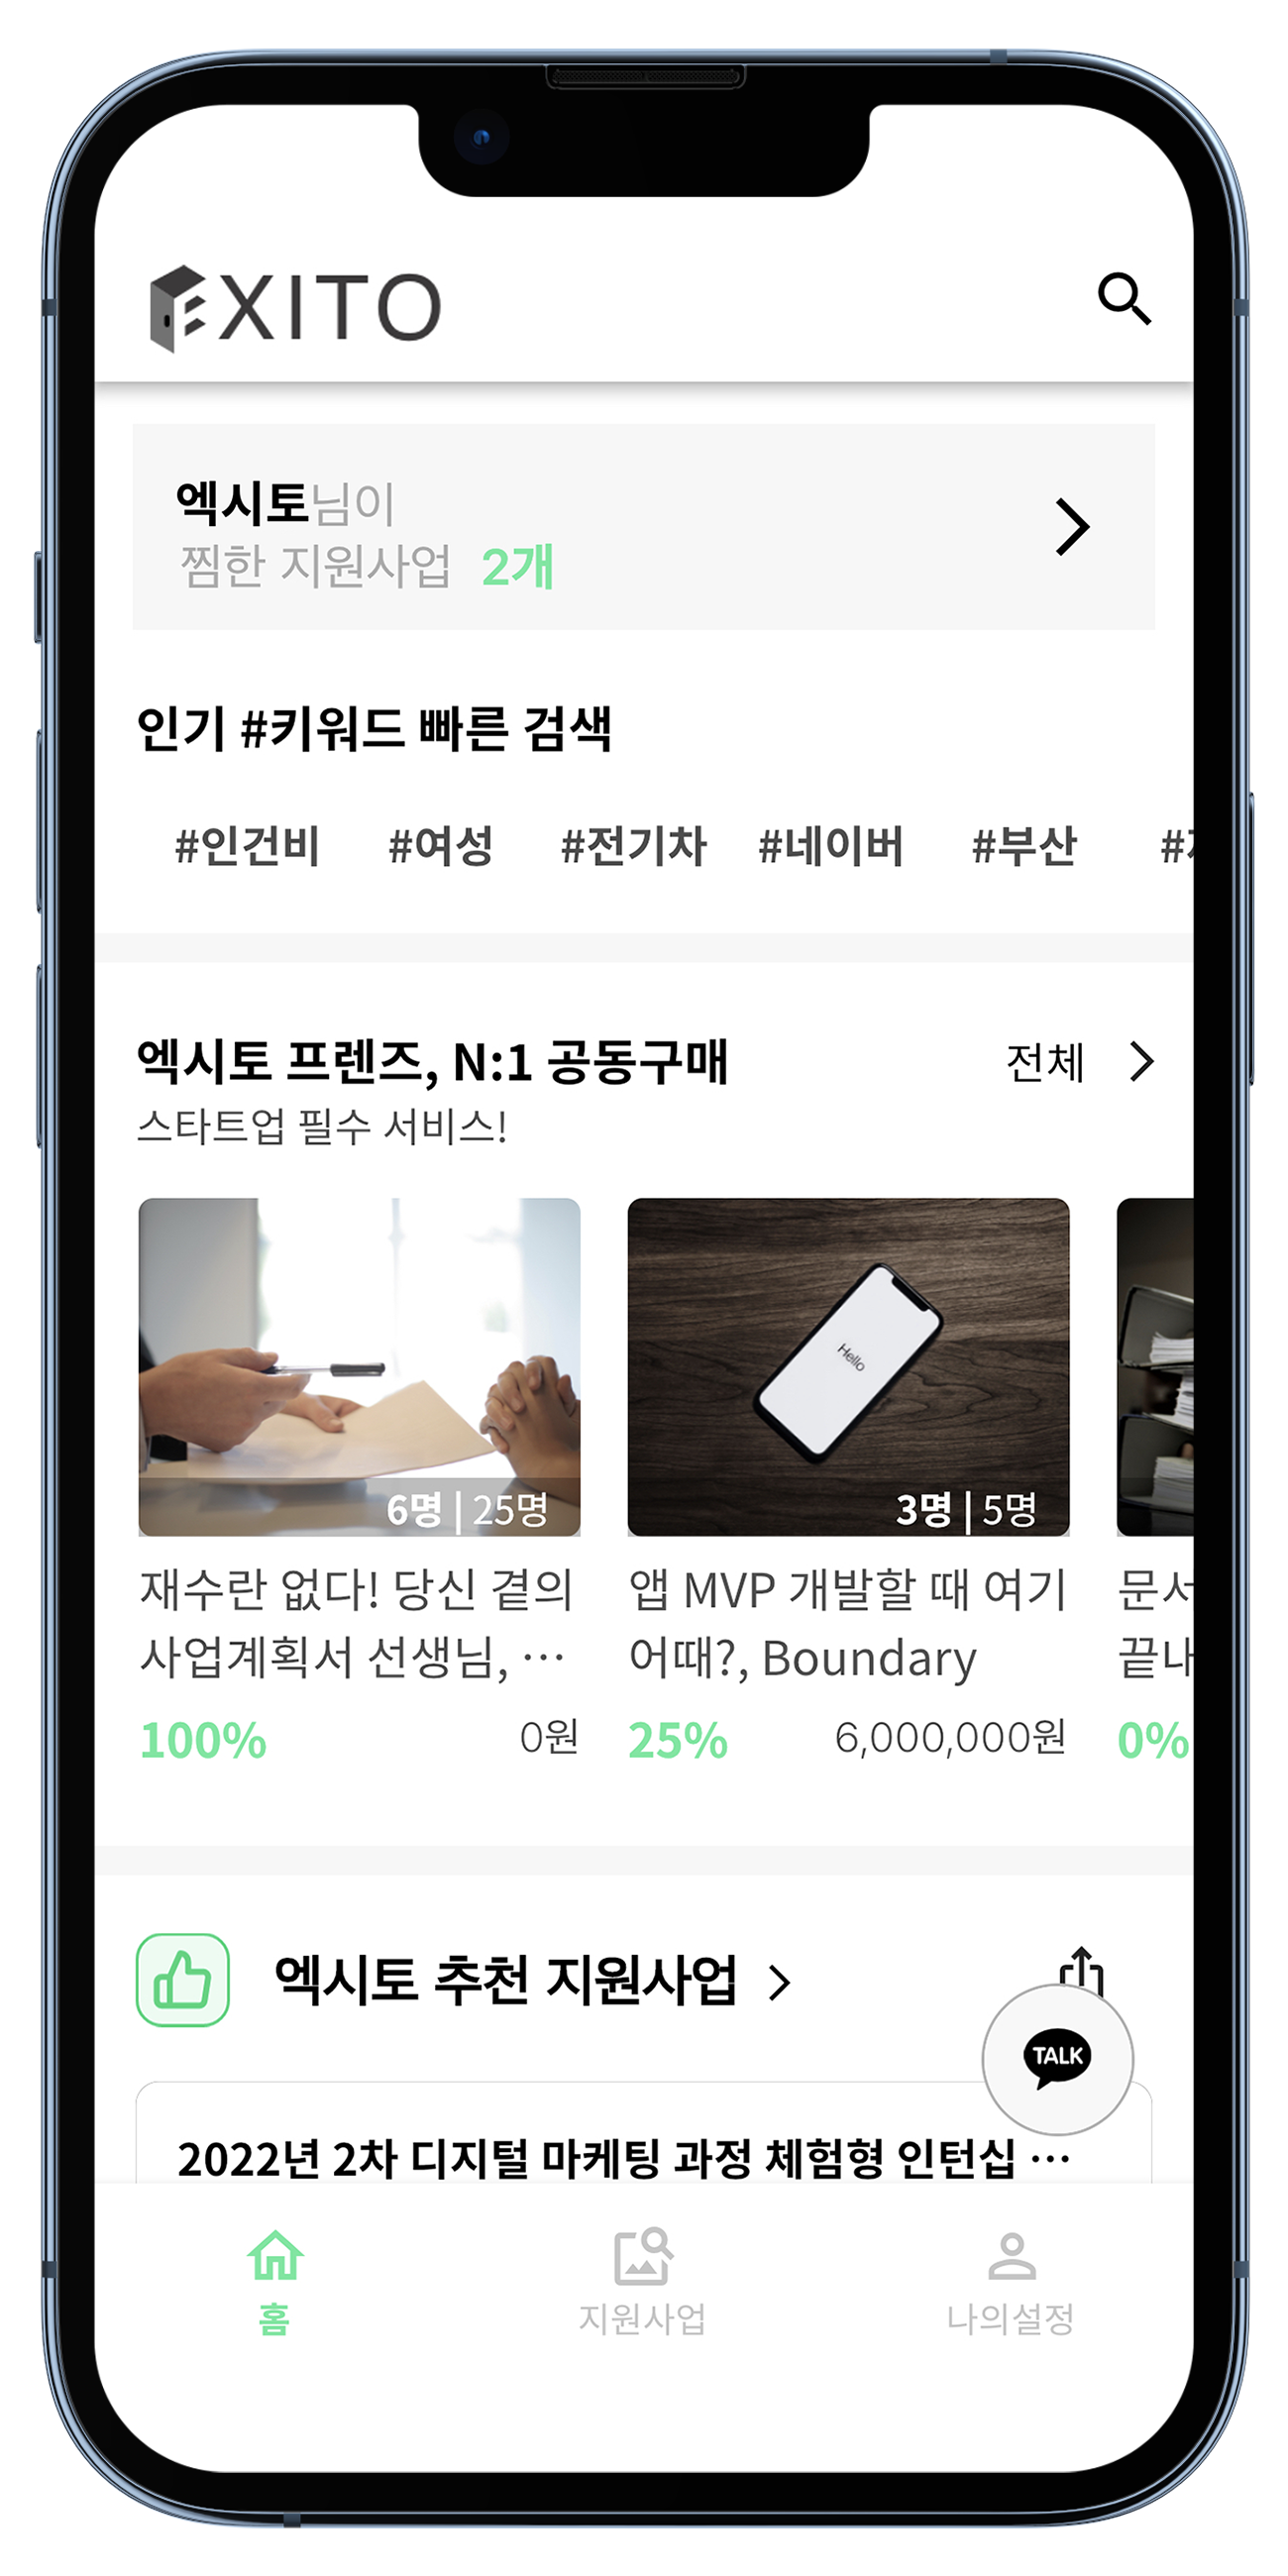 EXITO
엑시토님이
찜한 지원사업 2개
인기 #키워드 빠른 검색
#인건비 #여성 #전기차 #네이버 #부산
엑시토 프렌즈, N:1 공동구매 전체
스타트업 필수 서비스!
Hello
6명 | 25명
3명 | 5명
재수란 없다! 당신 곁의
사업계획서 선생님, ⋯
100% 0원
앱 MVP 개발할 때 여기
어때?, Boundary
25% 6,000,000원
문서
끝나
0%
엑시토 추천 지원사업
TALK
2022년 2차 디지털 마케팅 과정 체험형 인턴십 ⋯
홈 지원사업 나의설정